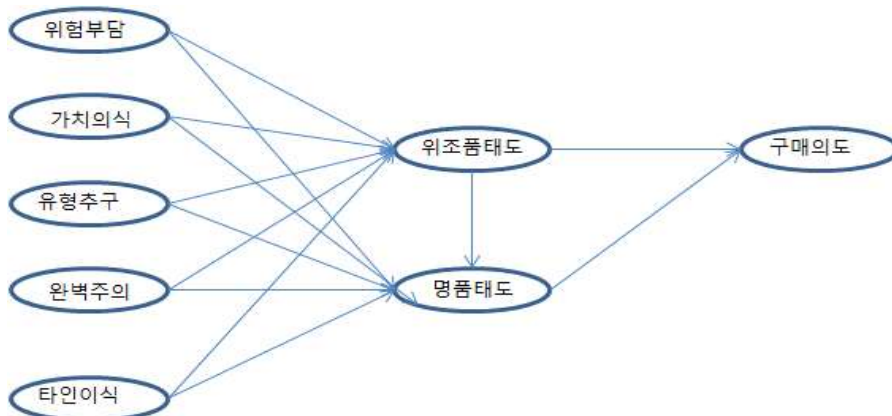 위험부담
가치의식
유형추구
완벽주의
타인이식
위조품태도
명품태도
구매의도